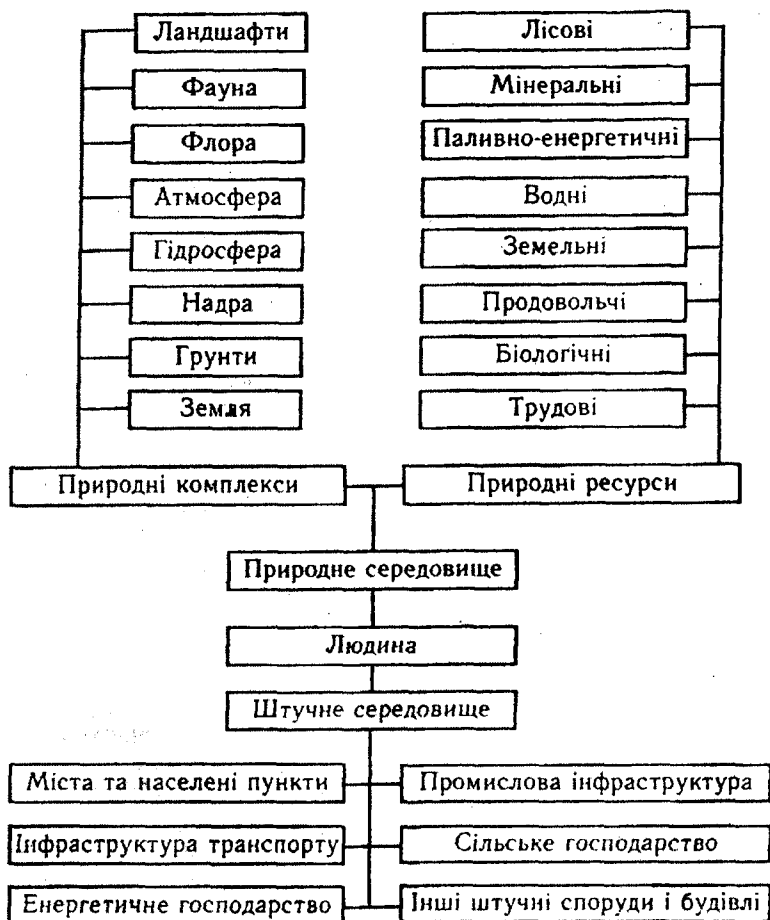 Ландшафти
Фауна
Флора
Атмосфера
Гідросфера
Надра
Грунти
Земля
Лісові
Мінеральні
Паливно-енергетичні
Водні
Земельні
Продовольчі
Біологічні
Трудові
Природні комплекси
Природні ресурси
Природне середовище
Людина
Штучне середовище
Міста та населені пункти
Промислова інфраструктура
Інфраструктура транспорту
Сільське господарство
Енергетичне господарство
Інші штучні споруди і будівлі